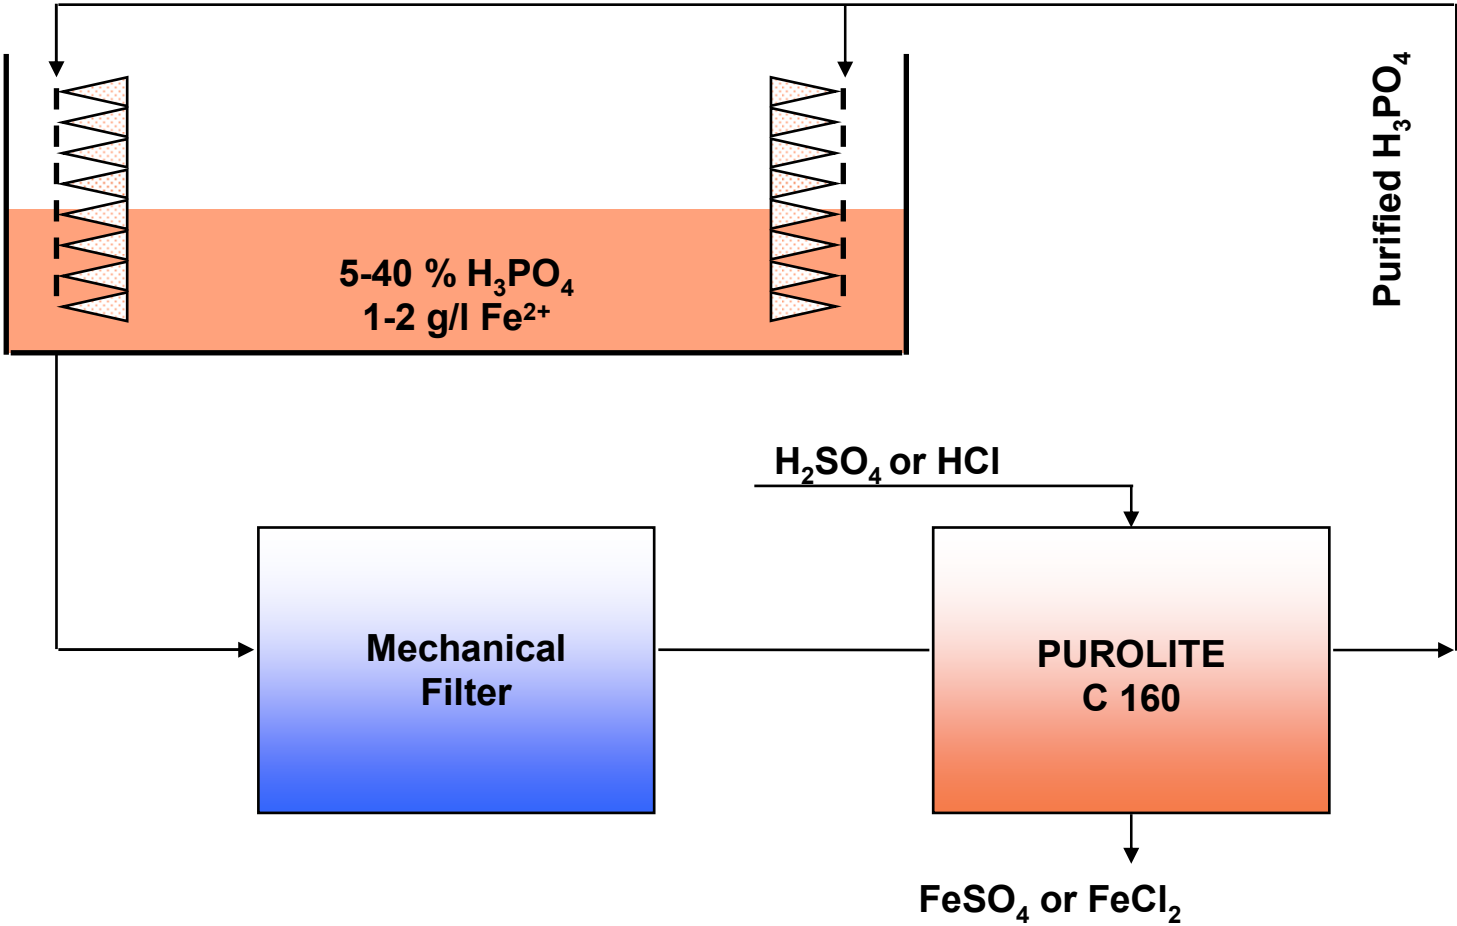 Purified H₃PO₄
5-40 % H₃PO₄
1-2 g/l Fe²⁺
H₂SO₄ or HCl
Mechanical
Filter
PUROLITE
C 160
FeSO₄ or FeCl₂